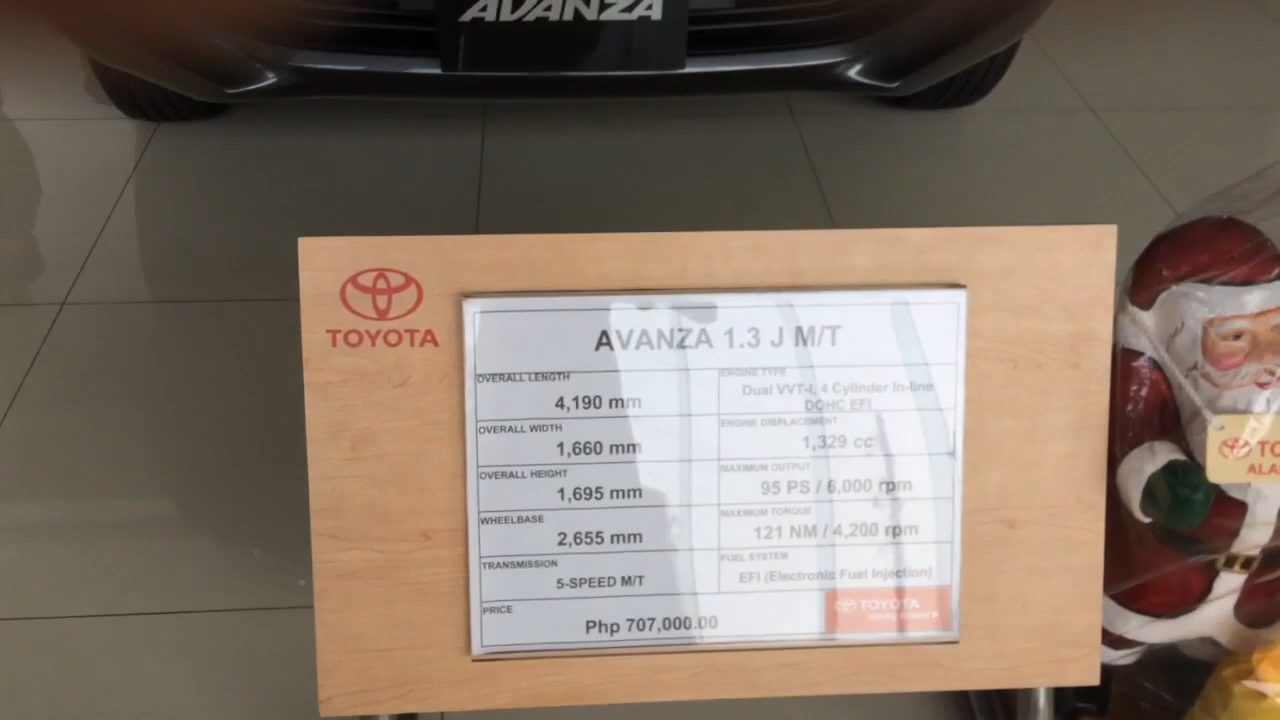 AVANZA
TOYOTA
AVANZA 1.3 J M/T
OVERALL LENGTH
4,190 mm
OVERALL WIDTH
1,660 mm
OVERALL HEIGHT
1,695 mm
WHEELBASE
2,655 mm
TRANSMISSION
5-SPEED M/T
PRICE
Php 707,000.00
ENGINE TYPE
Dual VVT-I, 4 Cylinder In-line
DOHC EFI
ENGINE DISPLACEMENT
1,329 cc
MAXIMUM OUTPUT
95 PS / 6,000 rpm
MAXIMUM TORQUE
121 NM / 4,200 rpm
FUEL SYSTEM
EFI (Electronic Fuel Injection)
TOYOTA
TO
ALA